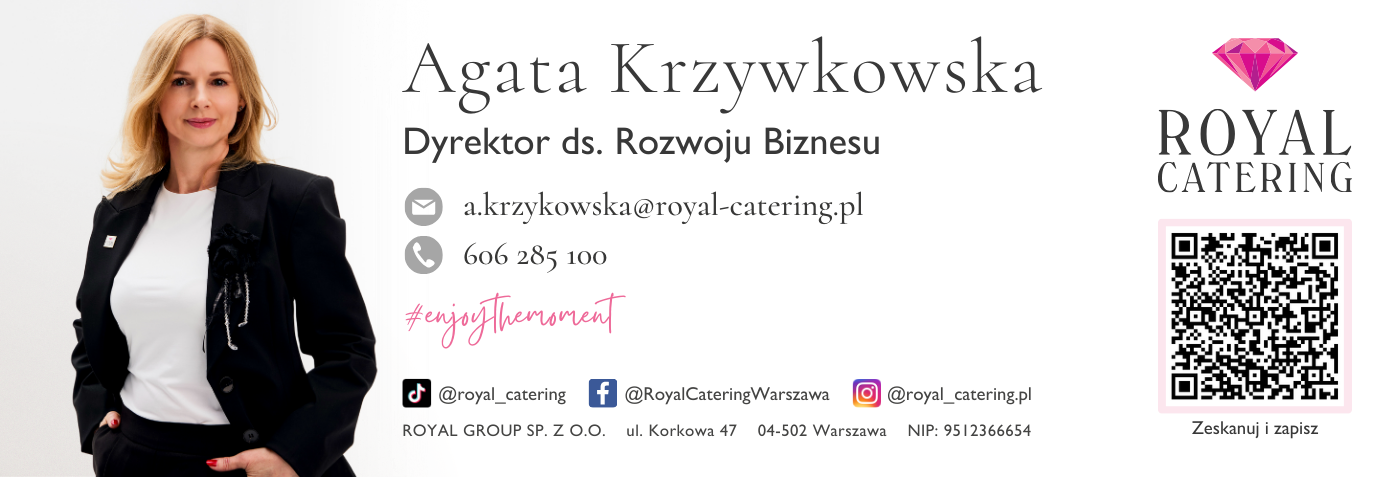 Agata Krzywkowska
Dyrektor ds. Rozwoju Biznesu
a.krzykowska@royal-catering.pl
606 285 100
#enjoythemoment
@royal_catering @RoyalCateringWarszawa @royal_catering.pl
ROYAL GROUP SP. Z O.O. ul. Korkowa 47 04-502 Warszawa NIP: 9512366654
ROYAL
CATERING
Zeskanuj i zapisz